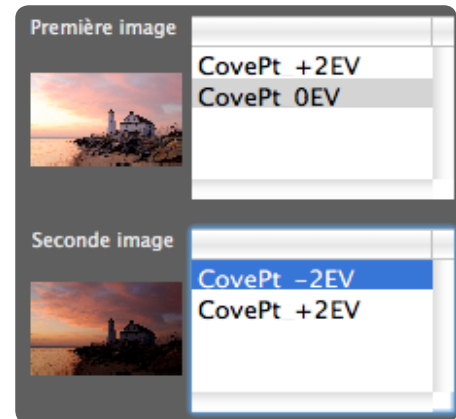 Première image
CovePt +2EV
CovePt 0EV
Seconde image
CovePt -2EV
CovePt +2EV